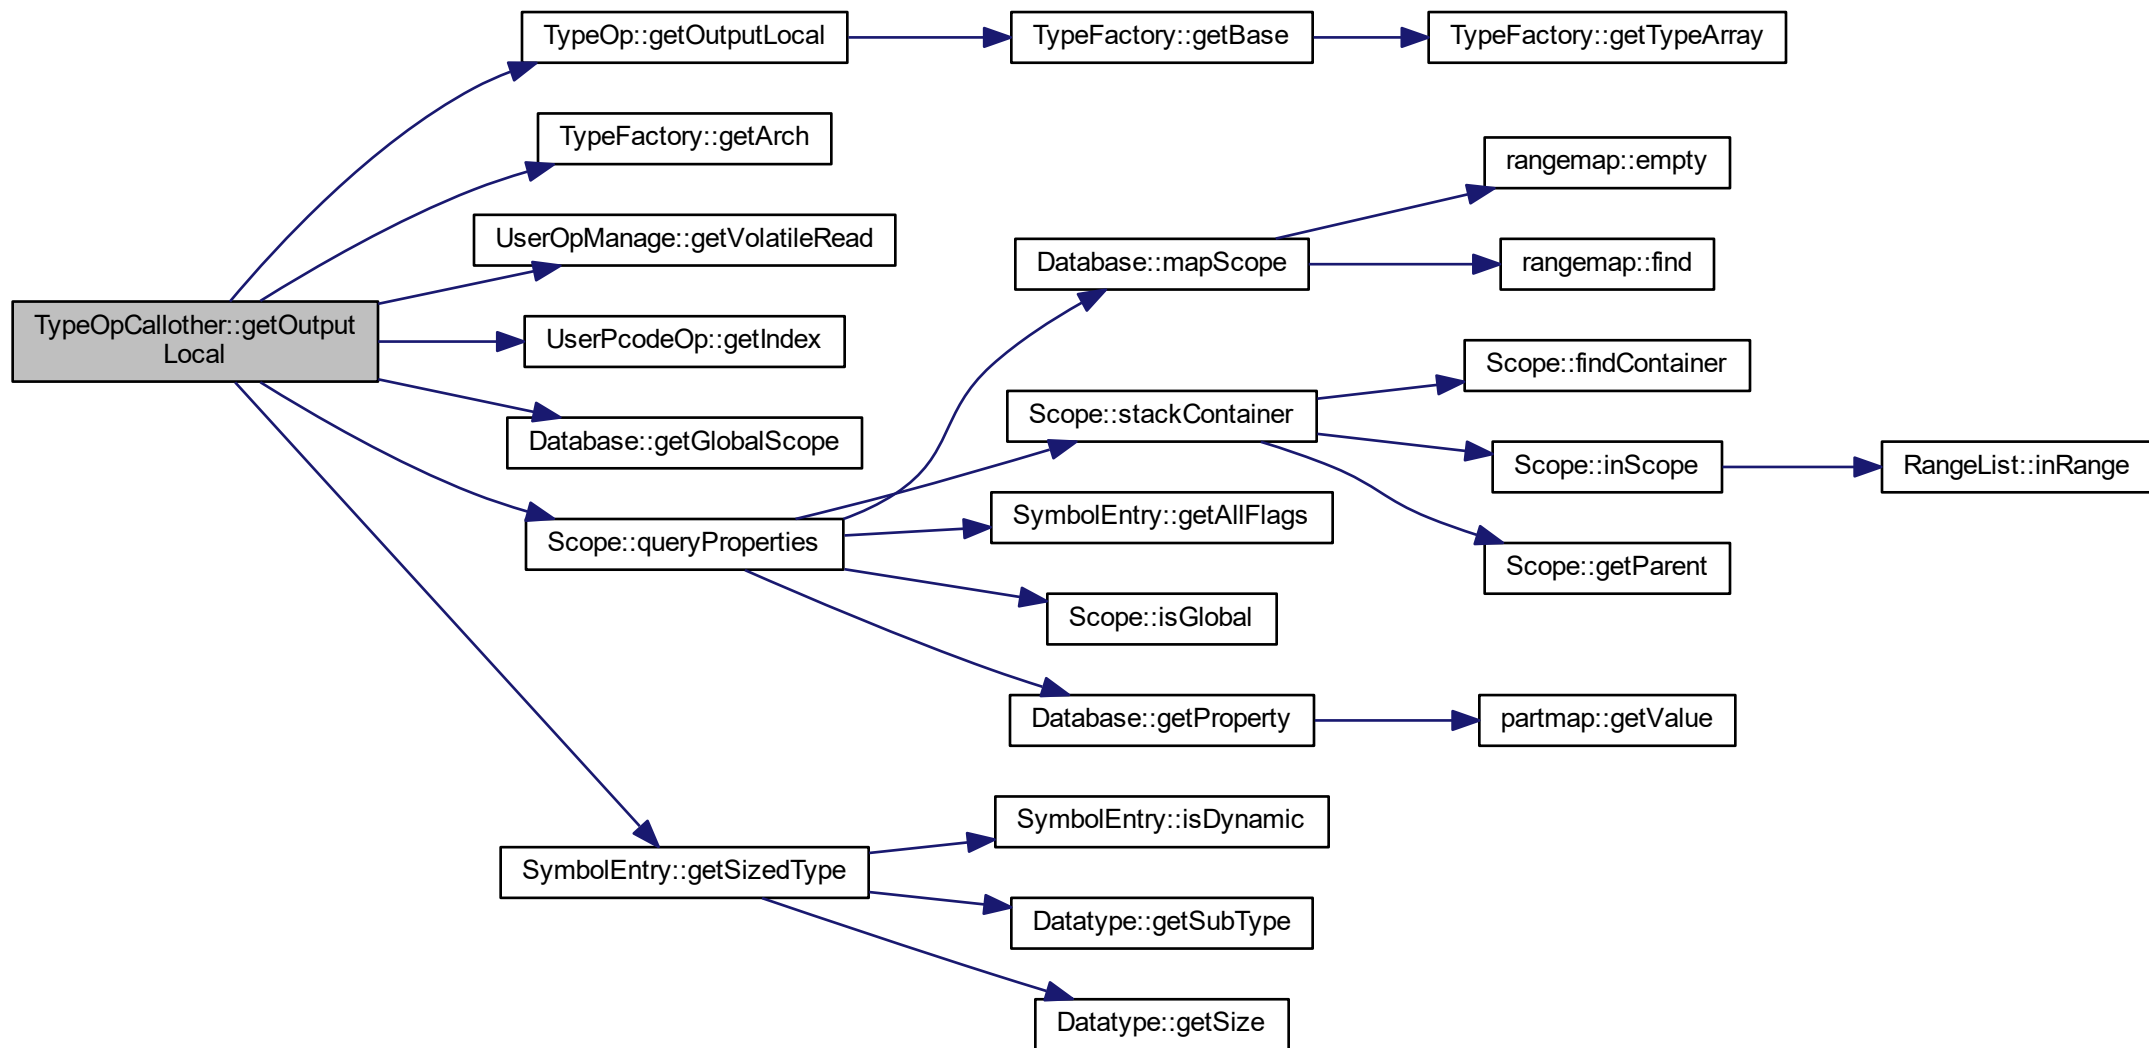 TypeOp::getOutputLocal
TypeFactory::getBase
TypeFactory::getTypeArray
TypeFactory::getArch
rangemap::empty
UserOpManage::getVolatileRead
Database::mapScope
rangemap::find
TypeOpCallother::getOutput
Local
UserPcodeOp::getIndex
Scope::findContainer
Scope::stackContainer
Database::getGlobalScope
Scope::inScope
RangeList::inRange
SymbolEntry::getAllFlags
Scope::queryProperties
Scope::getParent
Scope::isGlobal
Database::getProperty
partmap::getValue
SymbolEntry::isDynamic
SymbolEntry::getSizedType
Datatype::getSubType
Datatype::getSize